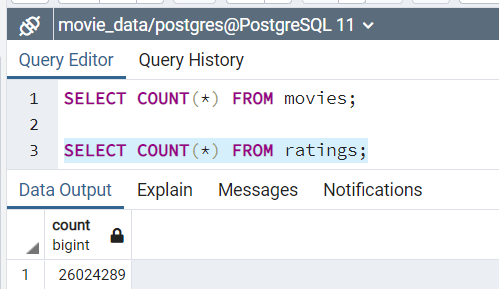 movie_data/postgres@PostgreSQL 11
Query Editor Query History
1 SELECT COUNT(*) FROM movies;
2
3 SELECT COUNT(*) FROM ratings;
Data Output Explain Messages Notifications
count
bigint
1 26024289